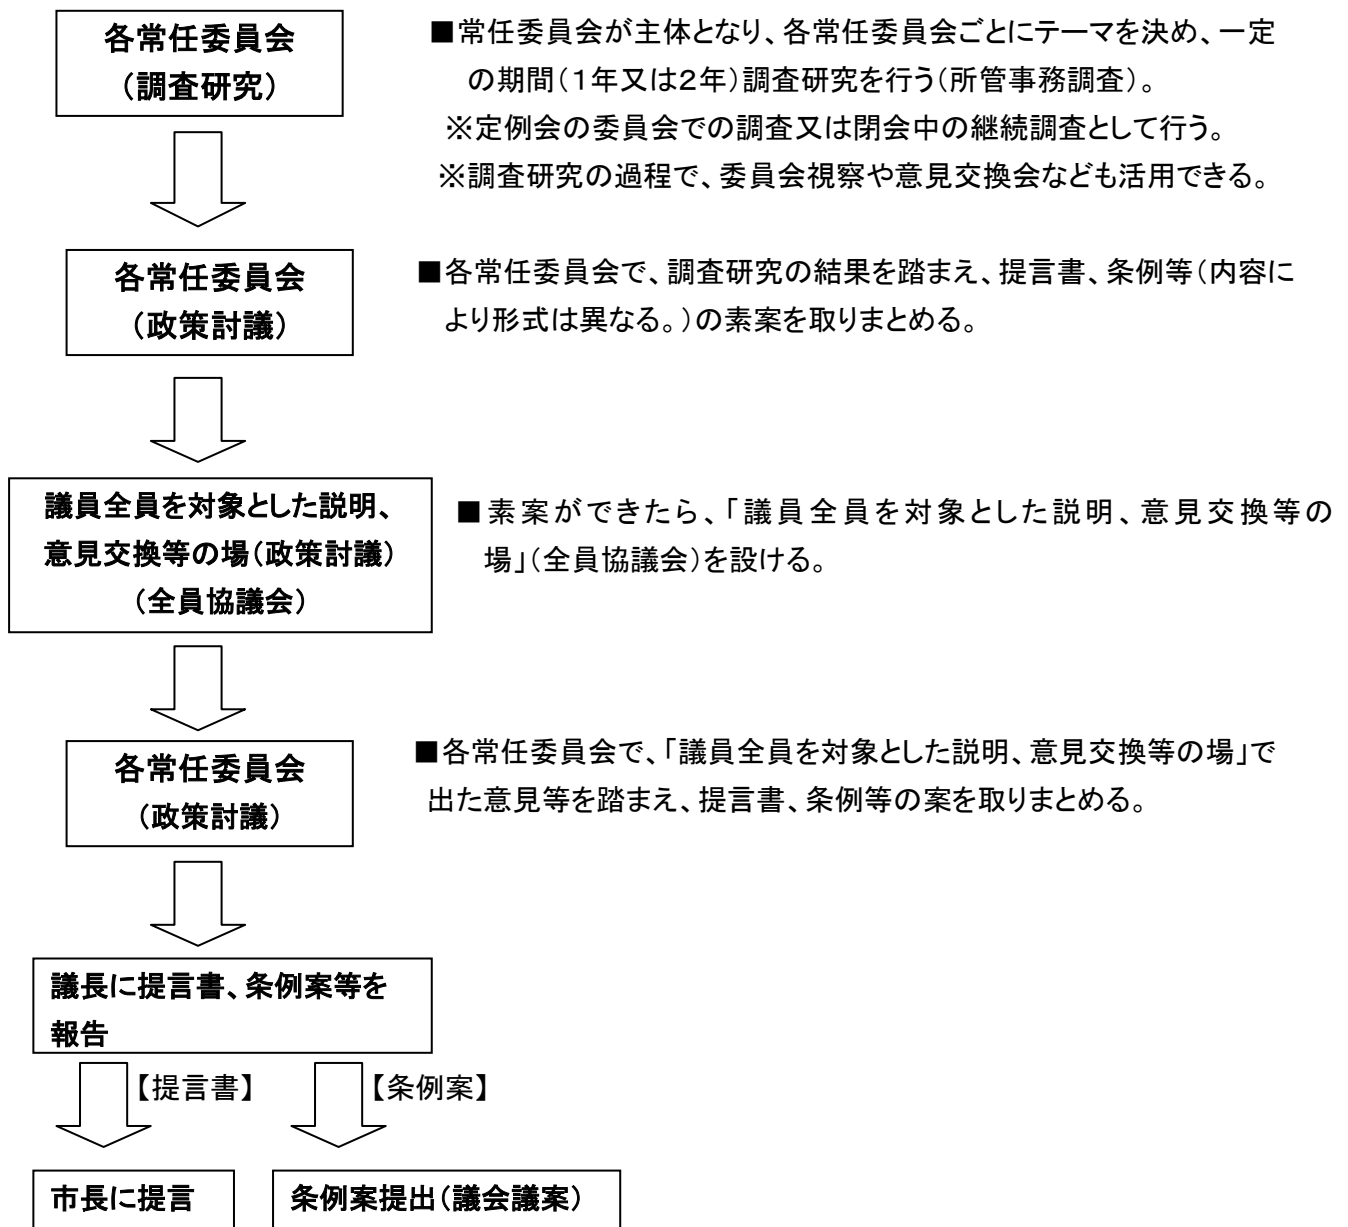 各常任委員会
（調査研究）
■常任委員会が主体となり、各常任委員会ごとにテーマを決め、一定
の期間（１年又は２年）調査研究を行う（所管事務調査）。
※定例会の委員会での調査又は閉会中の継続調査として行う。
※調査研究の過程で、委員会視察や意見交換会なども活用できる。
各常任委員会
（政策討議）
■各常任委員会で、調査研究の結果を踏まえ、提言書、条例等（内容に
より形式は異なる。）の素案を取りまとめる。
議員全員を対象とした説明、
意見交換等の場（政策討議）
（全員協議会）
■素案ができたら、「議員全員を対象とした説明、意見交換等の
場」（全員協議会）を設ける。
各常任委員会
（政策討議）
■各常任委員会で、「議員全員を対象とした説明、意見交換等の場」で
出た意見等を踏まえ、提言書、条例等の案を取りまとめる。
議長に提言書、条例案等を
報告
【提言書】
【条例案】
市長に提言
条例案提出（議会議案）